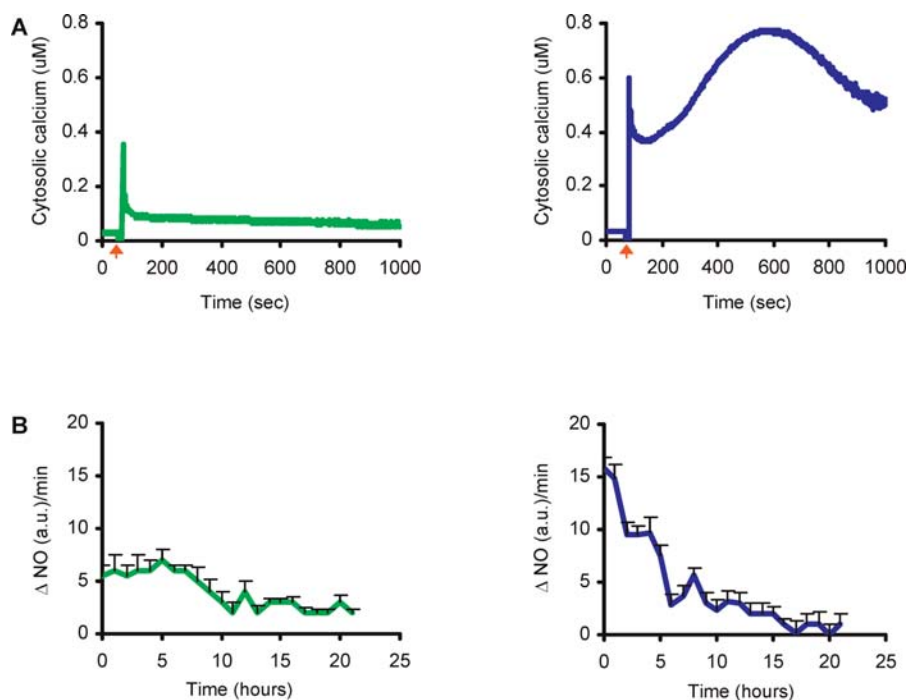 A
Cytosolic calcium (uM)
0.8
0.6
0.4
0.2
0
0 200 400 600 800 1000
Time (sec)
Cytosolic calcium (uM)
0.8
0.6
0.4
0.2
0
0 200 400 600 800 1000
Time (sec)
B
Δ NO (a.u.)/min
20
15
10
5
0
0 5 10 15 20 25
Time (hours)
Δ NO (a.u.)/min
20
15
10
5
0
0 5 10 15 20 25
Time (hours)